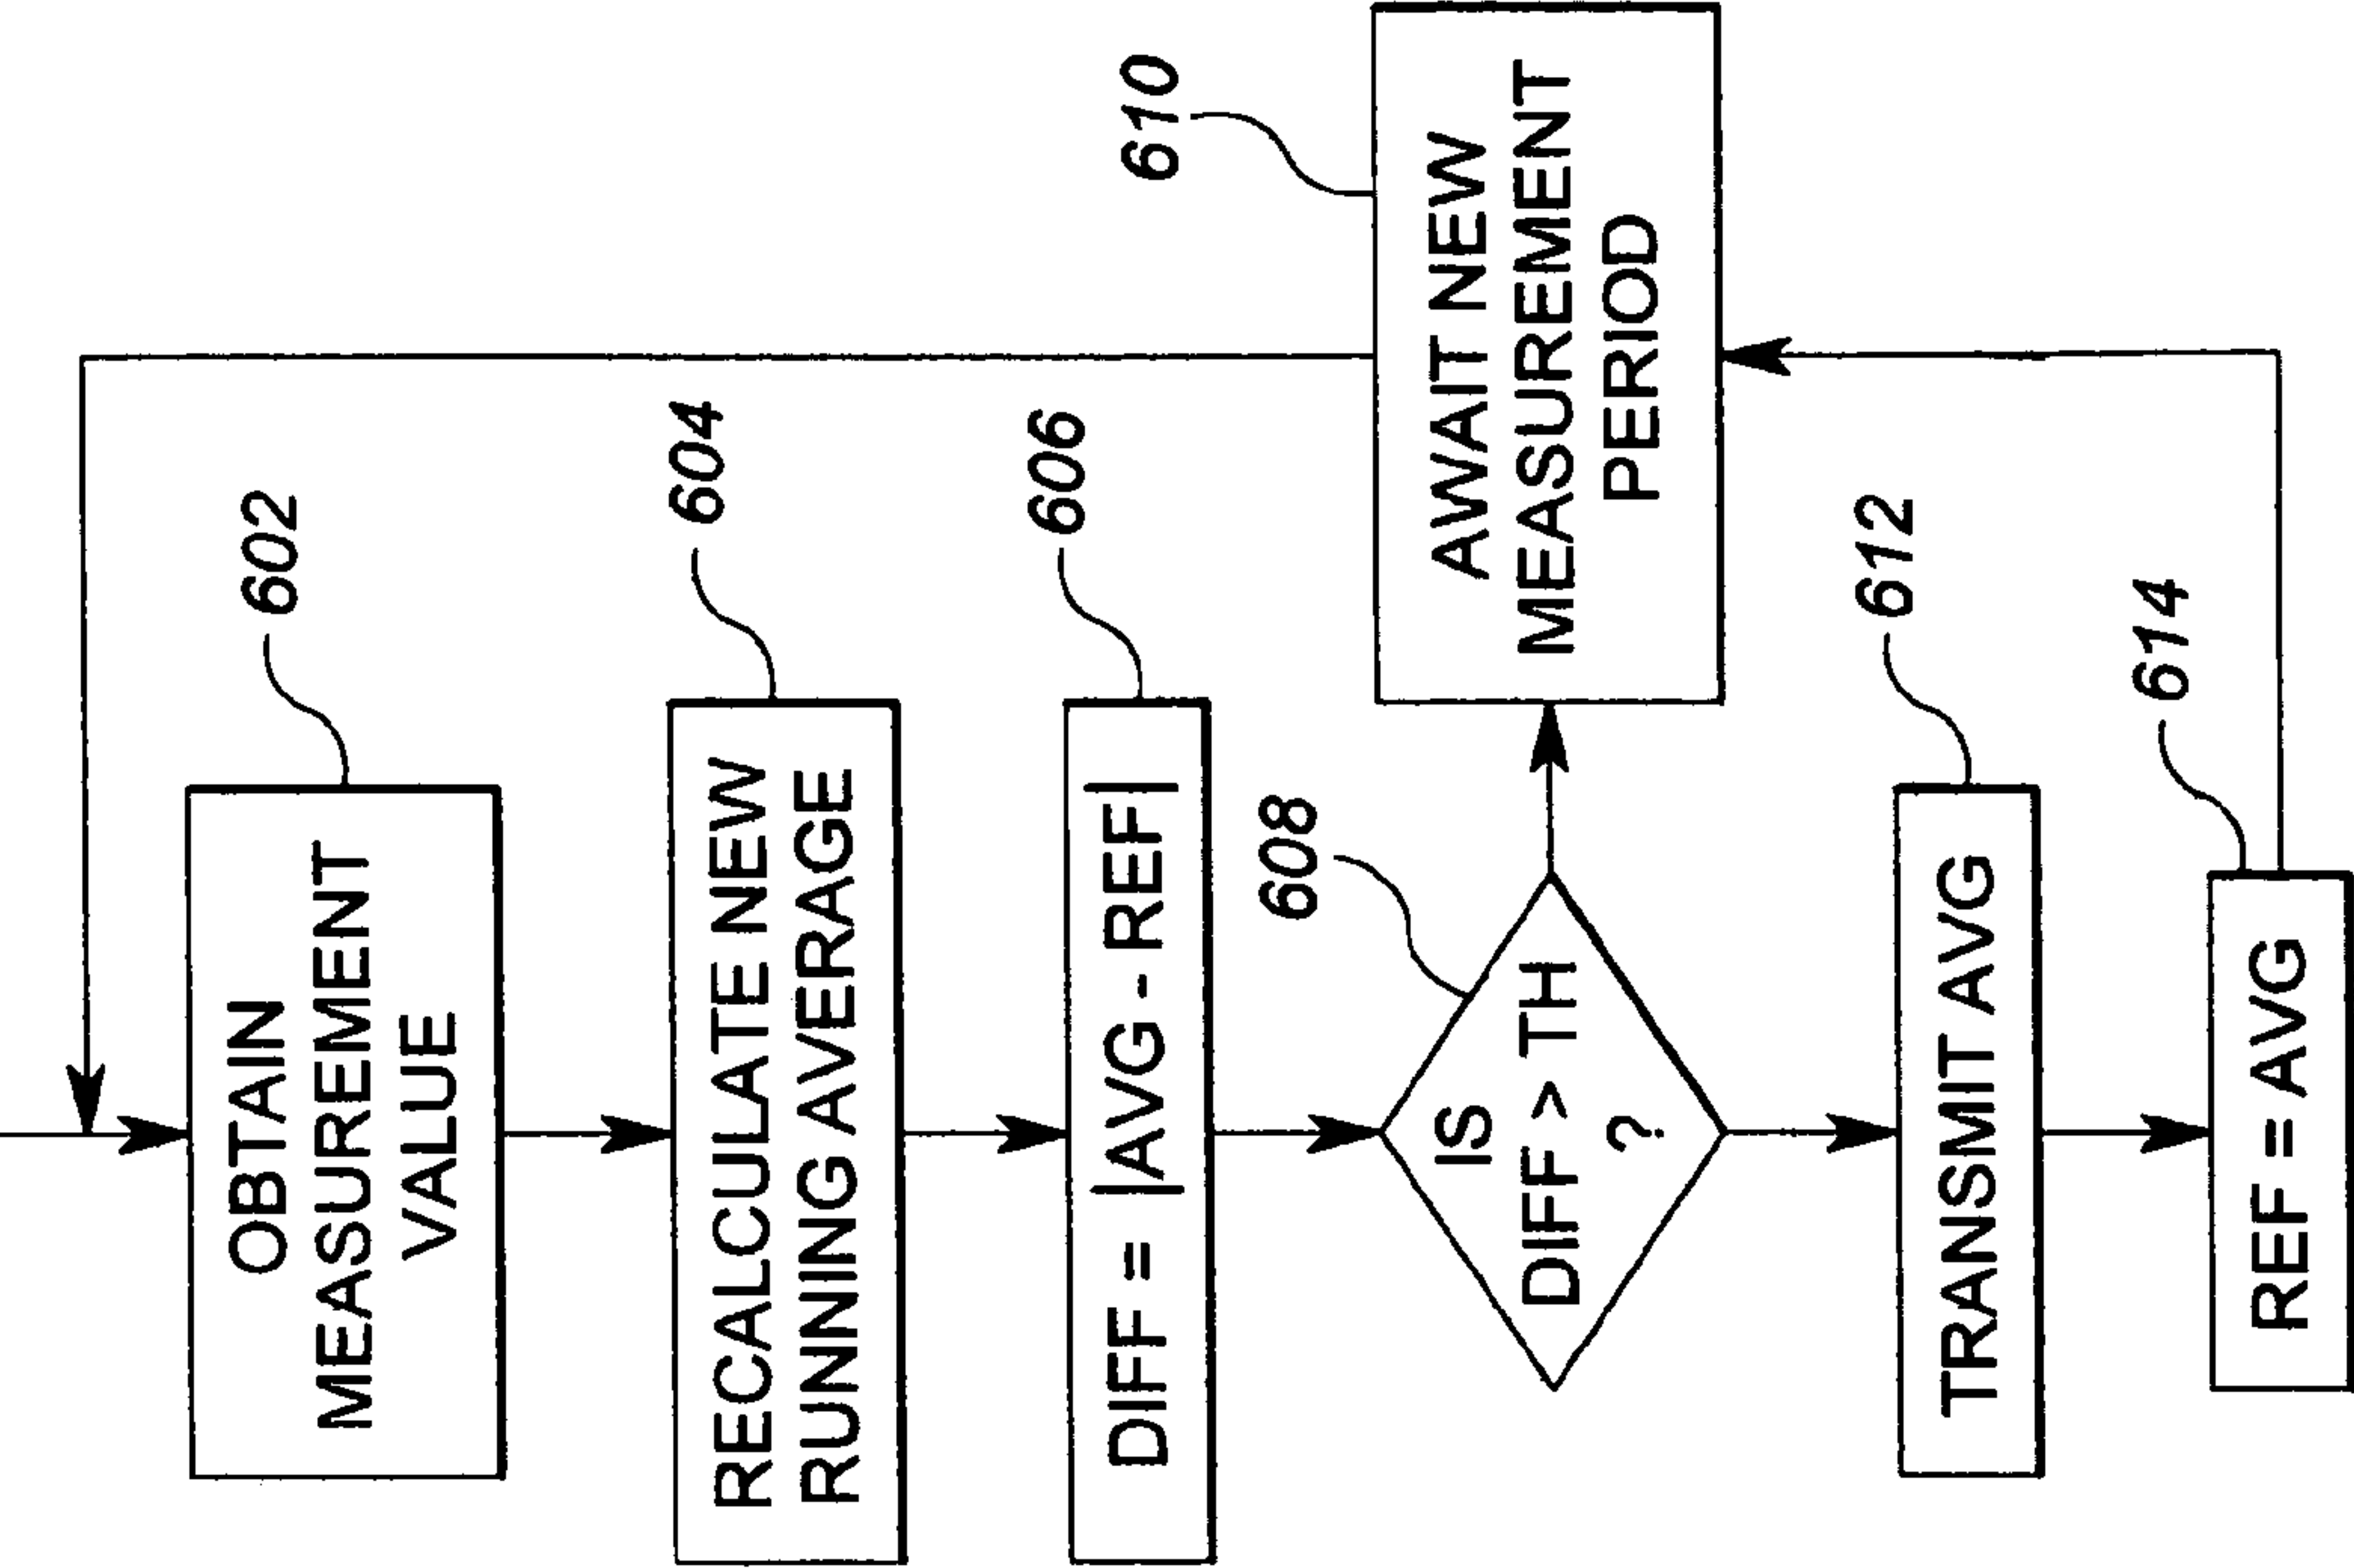 602
OBTAIN
MEASUREMENT
VALUE
604
RECALCULATE NEW
RUNNING AVERAGE
606
DIFF = |AVG - REF|
608
IS
DIFF > TH
?
610
AWAIT NEW
MEASUREMENT
PERIOD
612
TRANSMIT AVG
614
REF = AVG